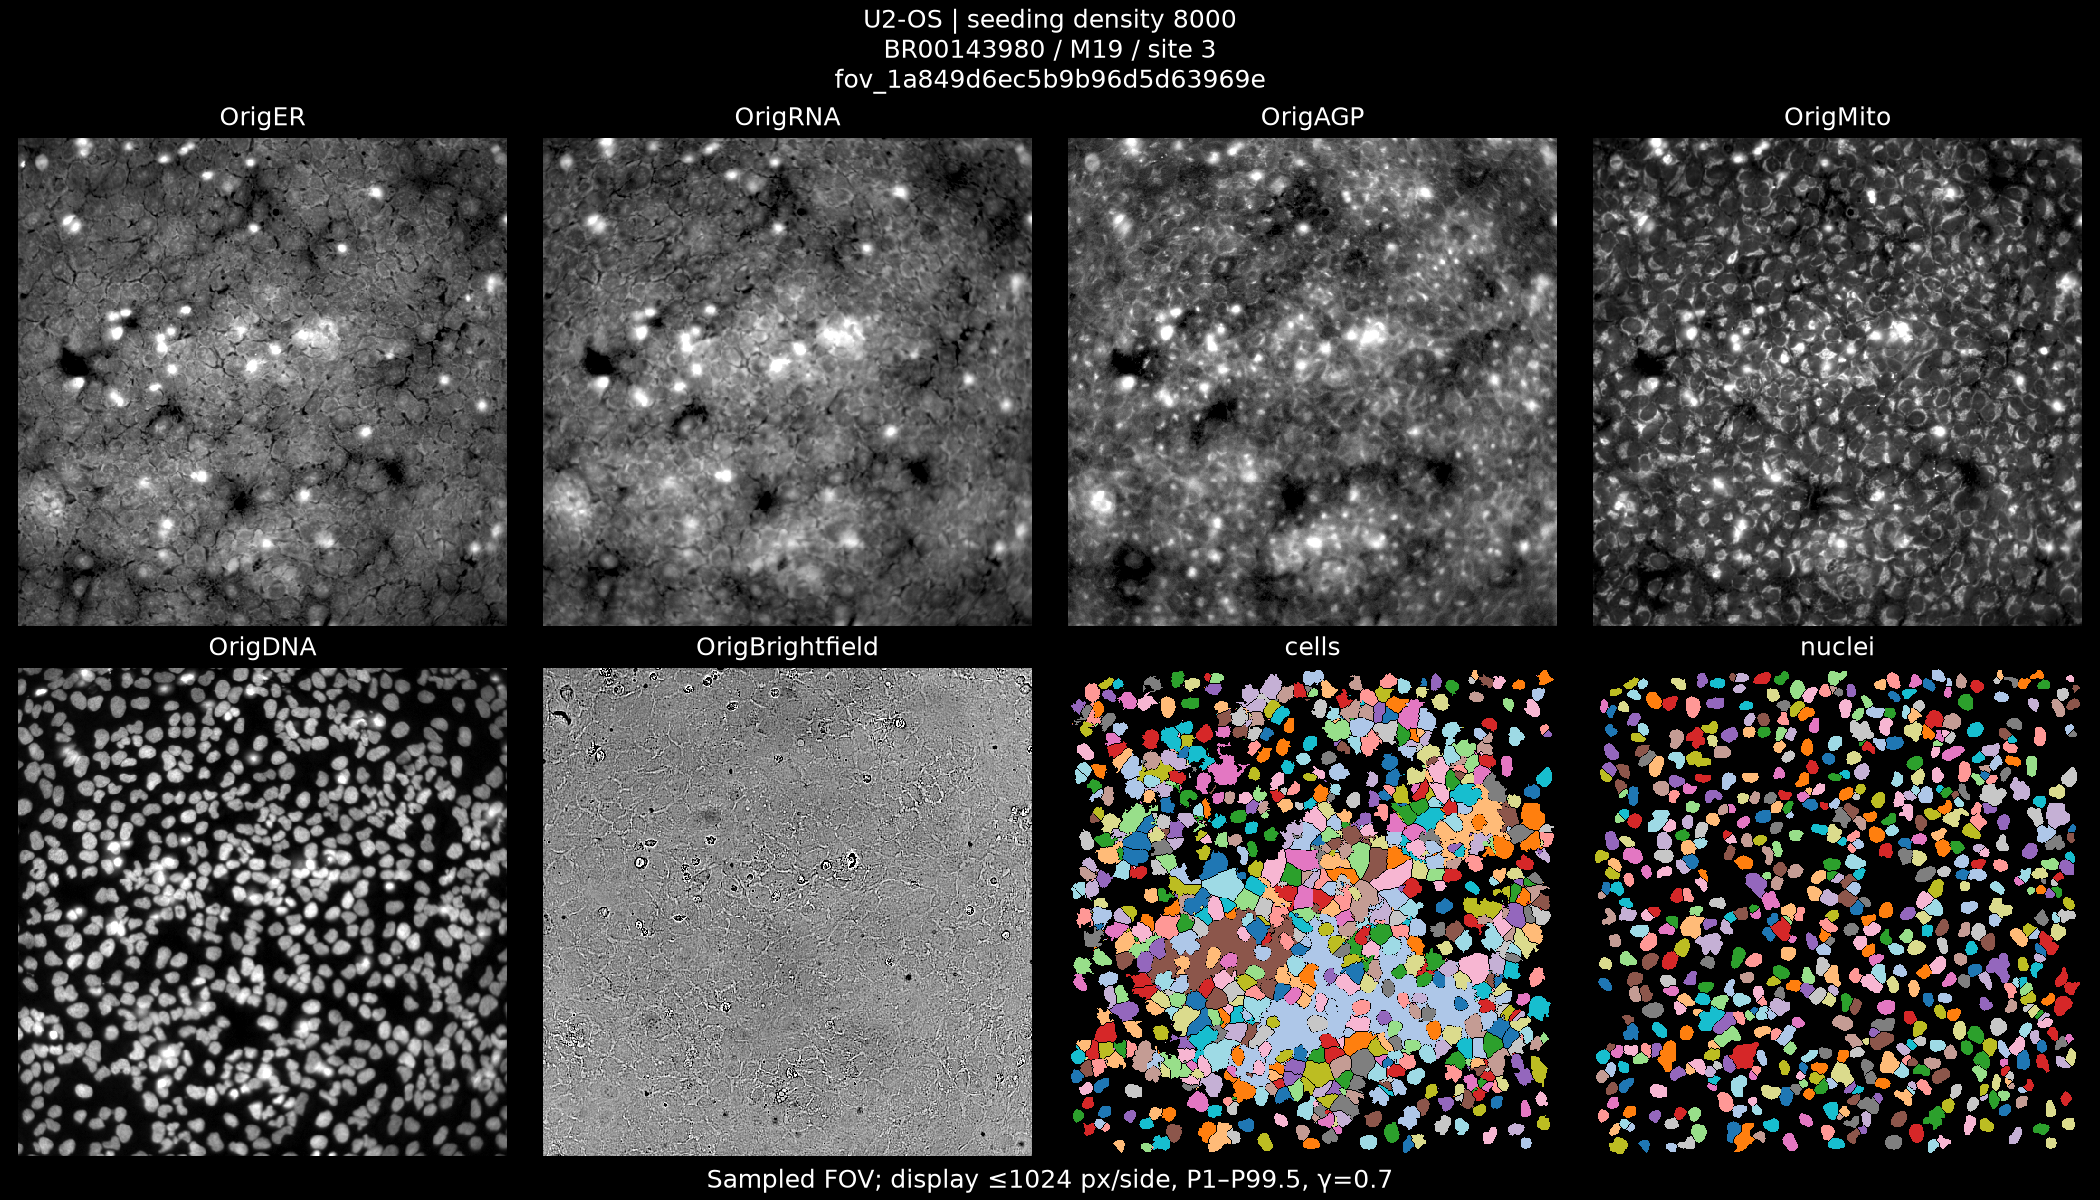 U2-OS | seeding density 8000
BR00143980 / M19 / site 3
fov_1a849d6ec5b9b96d5d63969e
OrigER
OrigRNA
OrigAGP
OrigMito
OrigDNA
OrigBrightfield
cells
nuclei
Sampled FOV; display ≤1024 px/side, P1–P99.5, γ=0.7